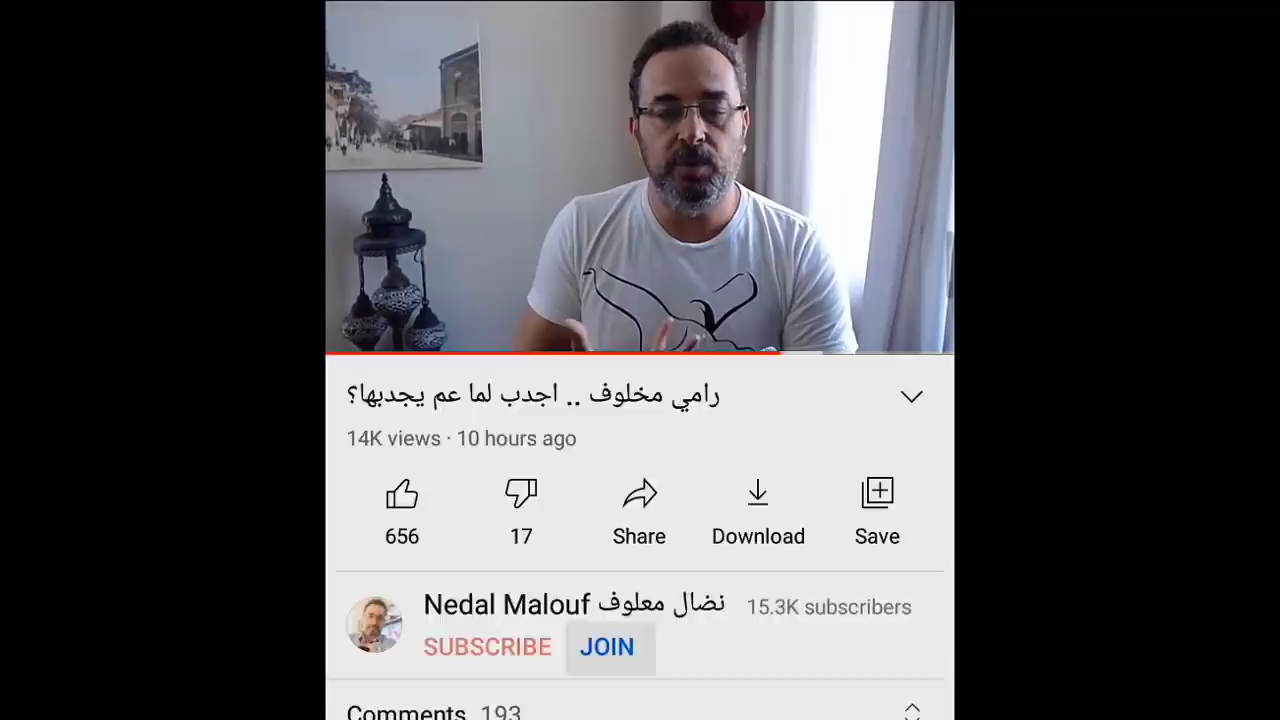 رامي مخلوف .. اجدب لما عم يجدبها؟
14K views · 10 hours ago
656
17
Share
Download
Save
Nedal Malouf نضال معلوف
15.3K subscribers
SUBSCRIBE
JOIN
Comments 193